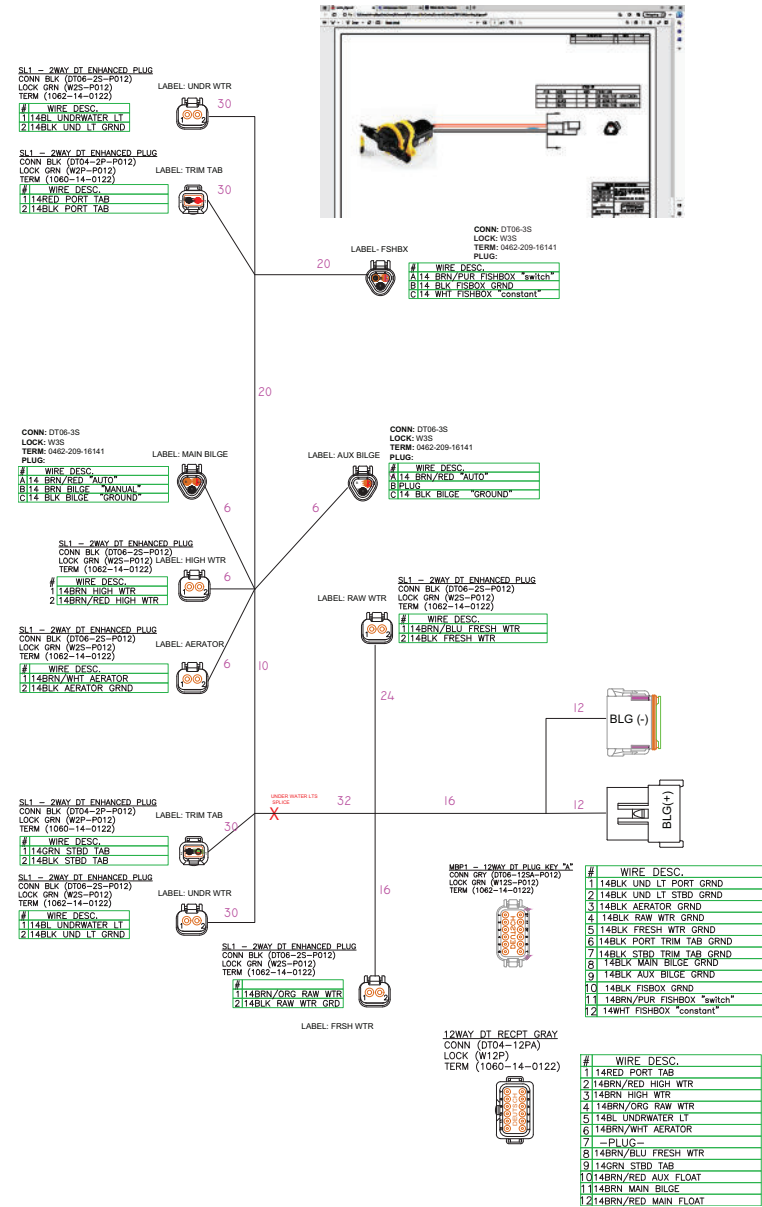 SL1 - 2WAY DT ENHANCED PLUG
CONN BLK (DT06-2S-P012)
LOCK GRN (W2S-P012)
TERM (1062-14-0122)
LABEL: UNDR WTR
# WIRE DESC.
1 14BL UNDRWATER LT
2 14BLK UND LT GRND
30
SL1 - 2WAY DT ENHANCED PLUG
CONN BLK (DT04-2P-P012)
LOCK GRN (W2P-P012)
TERM (1060-14-0122)
LABEL: TRIM TAB
# WIRE DESC.
1 14RED PORT TAB
2 14BLK PORT TAB
30
CONN: DT06-3S
LOCK: W3S
TERM: 0462-209-16141
PLUG:
LABEL- FSHBX
# WIRE DESC.
A 14 BRN/PUR FISHBOX "switch"
B 14 BLK FISBOX GRND
C 14 WHT FISHBOX "constant"
20
20
CONN: DT06-3S
LOCK: W3S
TERM: 0462-209-16141
PLUG:
LABEL: MAIN BILGE
# WIRE DESC.
A 14 BRN/RED "AUTO"
B 14 BRN BILGE "MANUAL"
C 14 BLK BILGE "GROUND"
6
CONN: DT06-3S
LOCK: W3S
TERM: 0462-209-16141
PLUG:
LABEL: AUX BILGE
# WIRE DESC.
A 14 BRN/RED "AUTO"
B PLUG
C 14 BLK BILGE "GROUND"
6
SL1 - 2WAY DT ENHANCED PLUG
CONN BLK (DT06-2S-P012)
LOCK GRN (W2S-P012)
TERM (1062-14-0122)
LABEL: HIGH WTR
# WIRE DESC.
1 14BRN HIGH WTR
2 14BRN/RED HIGH WTR
6
SL1 - 2WAY DT ENHANCED PLUG
CONN BLK (DT06-2S-P012)
LOCK GRN (W2S-P012)
TERM (1062-14-0122)
LABEL: RAW WTR
# WIRE DESC.
1 14BRN/BLU FRESH WTR
2 14BLK FRESH WTR
24
SL1 - 2WAY DT ENHANCED PLUG
CONN BLK (DT06-2S-P012)
LOCK GRN (W2S-P012)
TERM (1062-14-0122)
LABEL: AERATOR
# WIRE DESC.
1 14BRN/WHT AERATOR
2 14BLK AERATOR GRND
6
10
12
BLG (-)
12
BLG(+)
SL1 - 2WAY DT ENHANCED PLUG
CONN BLK (DT04-2P-P012)
LOCK GRN (W2P-P012)
TERM (1060-14-0122)
LABEL: TRIM TAB
# WIRE DESC.
1 14GRN STBD TAB
2 14BLK STBD TAB
30
UNDER WATER LTS
SPLICE
X
32
16
SL1 - 2WAY DT ENHANCED PLUG
CONN BLK (DT06-2S-P012)
LOCK GRN (W2S-P012)
TERM (1062-14-0122)
LABEL: UNDR WTR
# WIRE DESC.
1 14BL UNDRWATER LT
2 14BLK UND LT GRND
30
16
SL1 - 2WAY DT ENHANCED PLUG
CONN BLK (DT06-2S-P012)
LOCK GRN (W2S-P012)
TERM (1062-14-0122)
#
1 14BRN/ORG RAW WTR
2 14BLK RAW WTR GRD
LABEL: FRSH WTR
MBP1 - 12WAY DT PLUG KEY "A"
CONN GRY (DT06-12SA-P012)
LOCK GRN (W12S-P012)
TERM (1062-14-0122)
# WIRE DESC.
1 14BLK UND LT PORT GRND
2 14BLK UND LT STBD GRND
3 14BLK AERATOR GRND
4 14BLK RAW WTR GRND
5 14BLK FRESH WTR GRND
6 14BLK PORT TRIM TAB GRND
7 14BLK STBD TRIM TAB GRND
8 14BLK MAIN BILGE GRND
9 14BLK AUX BILGE GRND
10 14BLK FISBOX GRND
11 14BRN/PUR FISHBOX "switch"
12 14WHT FISHBOX "constant"
12WAY DT RECPT GRAY
CONN (DT04-12PA)
LOCK (W12P)
TERM (1060-14-0122)
DEUTSCH
# WIRE DESC.
1 14RED PORT TAB
2 14BRN/RED HIGH WTR
3 14BRN HIGH WTR
4 14BRN/ORG RAW WTR
5 14BL UNDERWATER LT
6 14BRN/WHT AERATOR
7 -PLUG-
8 14BRN/BLU FRESH WTR
9 14GRN STBD TAB
10 14BRN/RED AUX FLOAT
11 14BRN MAIN BILGE
12 14BRN/RED MAIN FLOAT